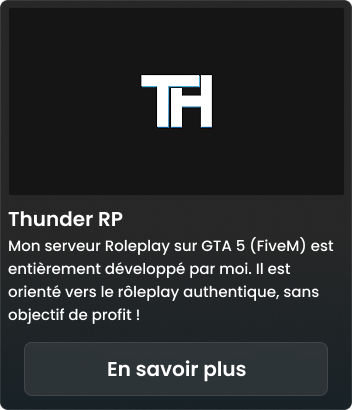 TH
Thunder RP
Mon serveur Roleplay sur GTA 5 (FiveM) est
entièrement développé par moi. Il est
orienté vers le rôleplay authentique, sans
objectif de profit !
En savoir plus